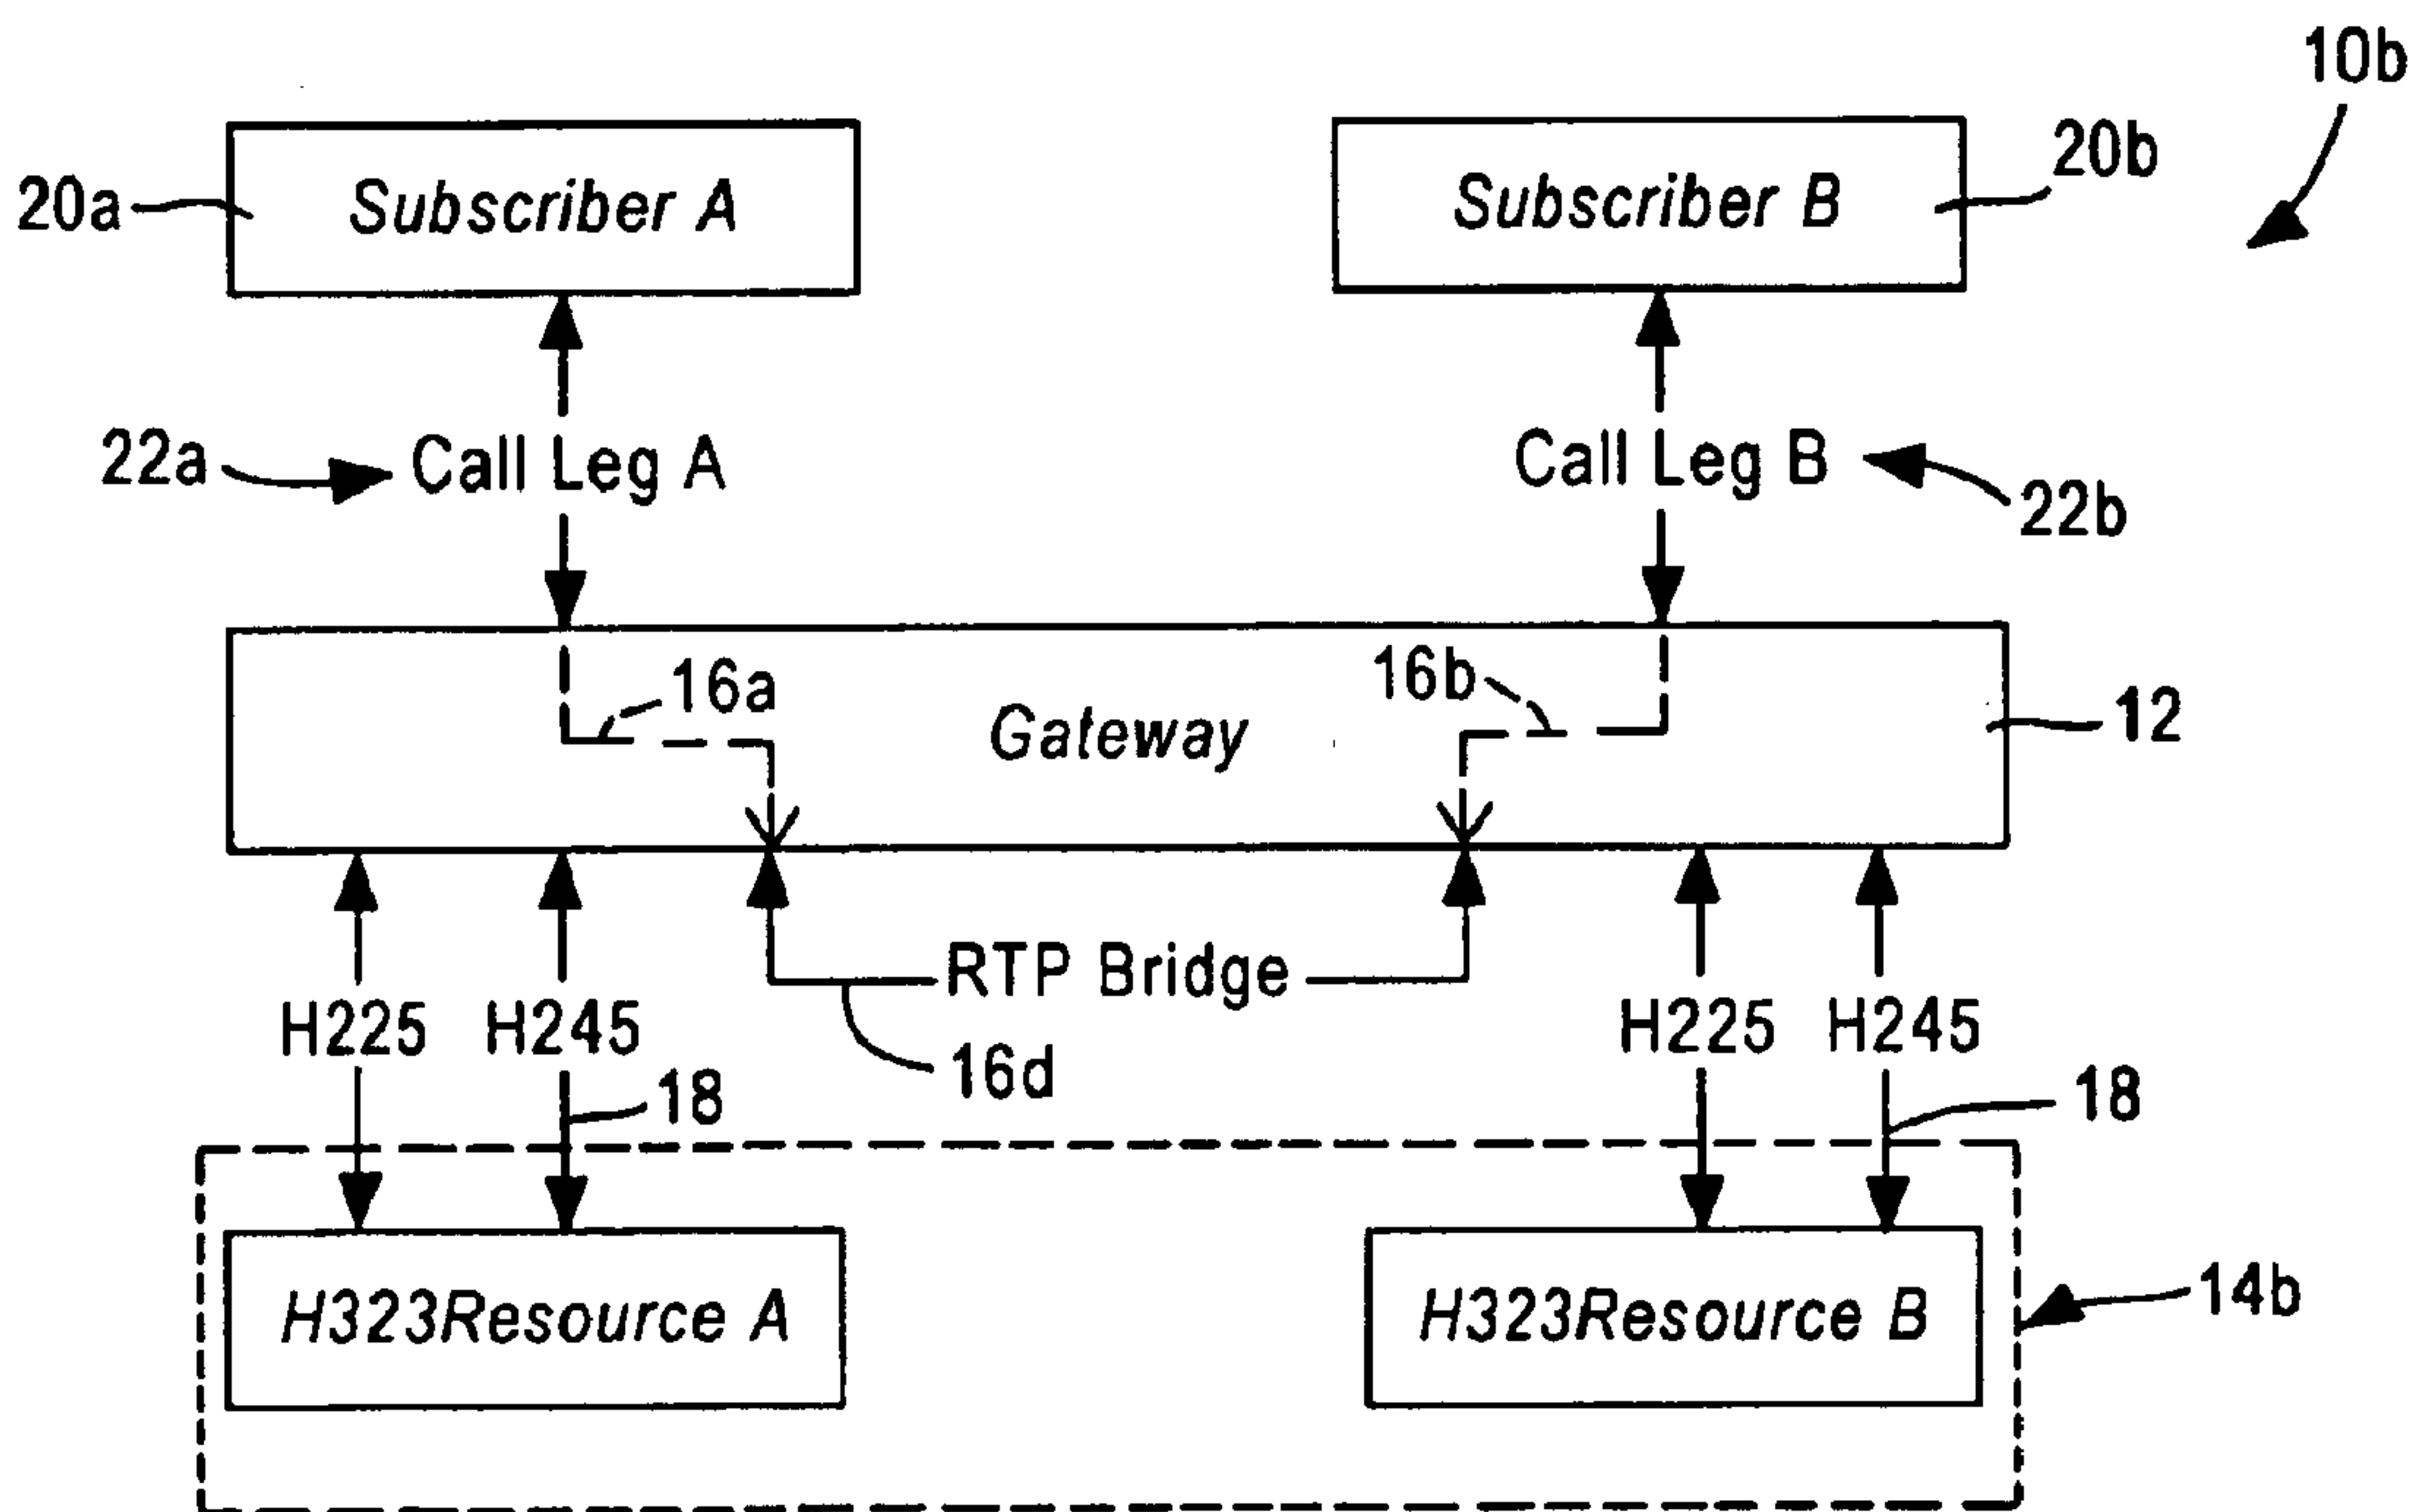 10b
20a
Subscriber A
Subscriber B
20b
22a
Call Leg A
Call Leg B
22b
16a
16b
Gateway
12
RTP Bridge
H225
H245
H225
H245
16d
18
18
H323Resource A
H323Resource B
14b